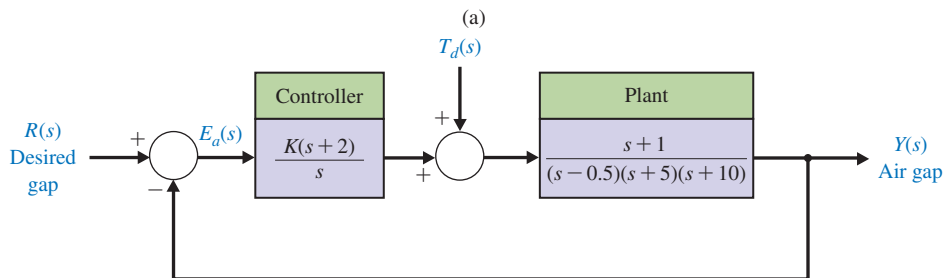 (a)
T_d(s)
Controller
Plant
R(s)
Desired
gap
+
−
E_a(s)
K(s + 2)
s
+
+
s + 1
(s − 0.5)(s + 5)(s + 10)
Y(s)
Air gap